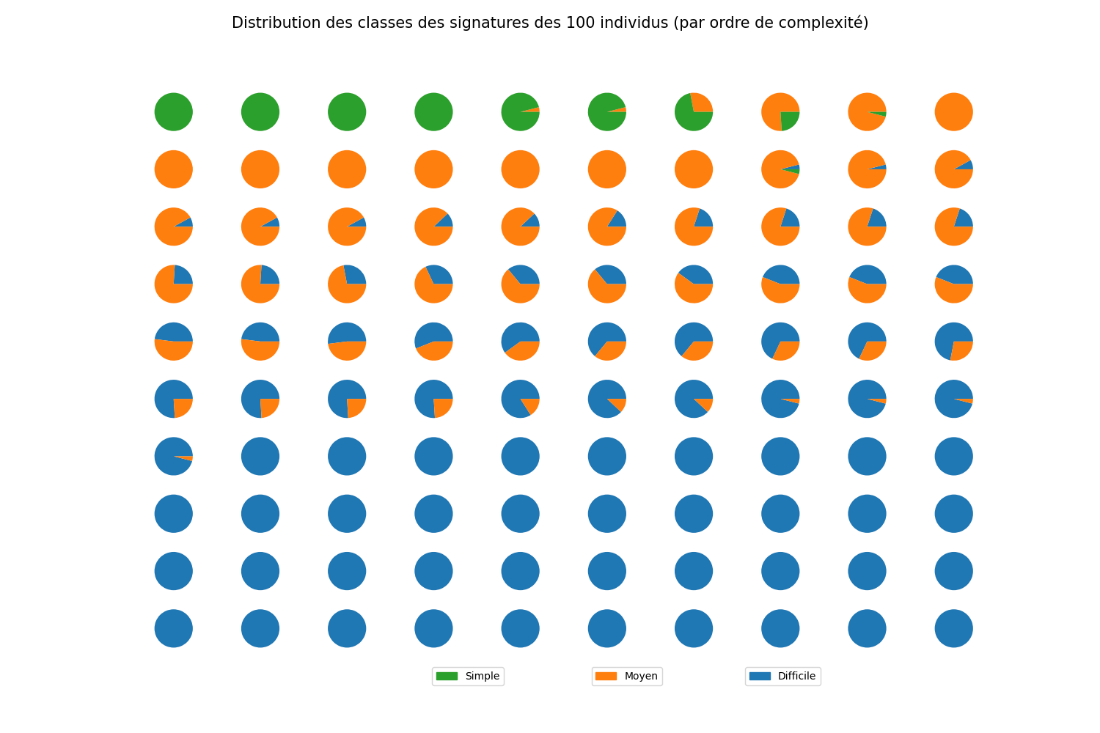 Distribution des classes des signatures des 100 individus (par ordre de complexité)
Simple
Moyen
Difficile